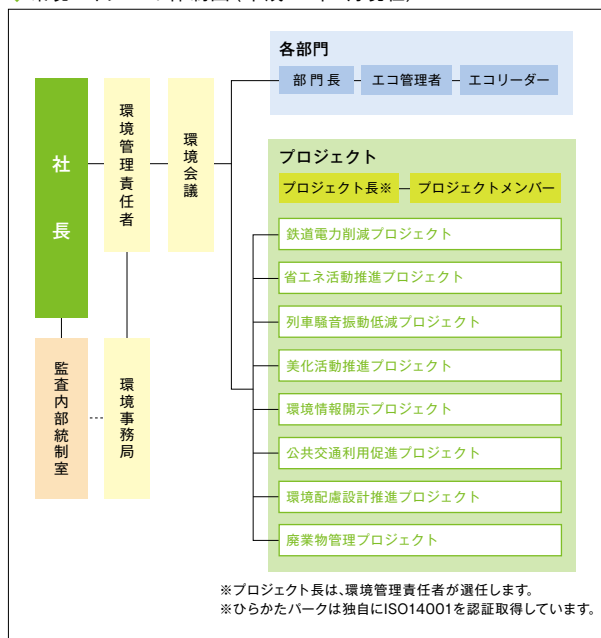 社長
環境管理責任者
環境会議
監査内部統制室
環境事務局
各部門
部門長
エコ管理者
エコリーダー
プロジェクト
プロジェクト長※
プロジェクトメンバー
鉄道電力削減プロジェクト
省エネ活動推進プロジェクト
列車騒音振動低減プロジェクト
美化活動推進プロジェクト
環境情報開示プロジェクト
公共交通利用促進プロジェクト
環境配慮設計推進プロジェクト
廃棄物管理プロジェクト
※プロジェクト長は、環境管理責任者が選任します。
※ひらかたパークは独自にISO14001を認証取得しています。